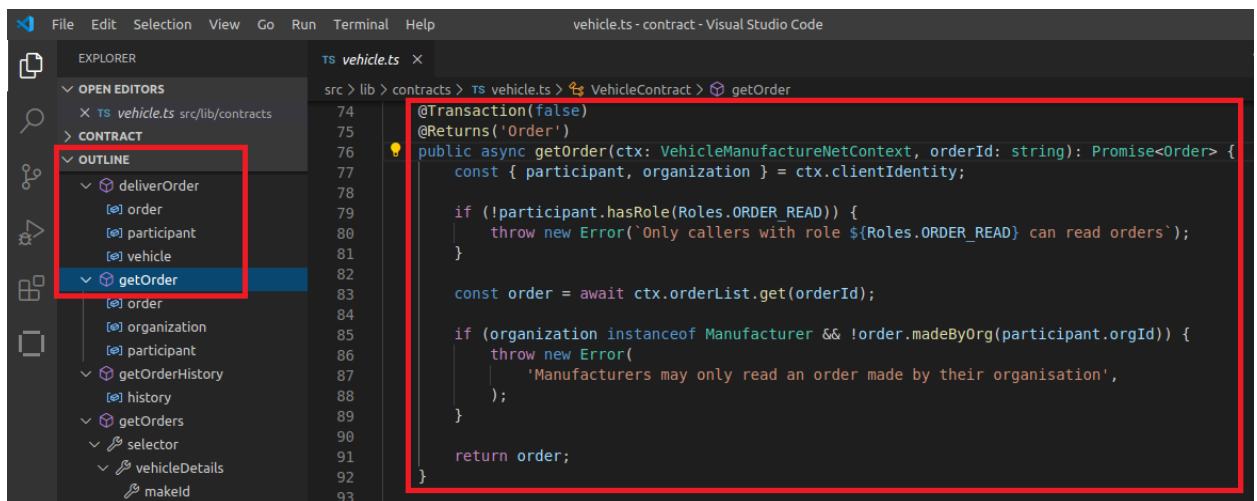 File Edit Selection View Go Run Terminal Help
vehicle.ts - contract - Visual Studio Code
EXPLORER
OPEN EDITORS
TS vehicle.ts src/lib/contracts
CONTRACT
OUTLINE
deliverOrder
order
participant
vehicle
getOrder
order
organization
participant
getOrderHistory
history
getOrders
selector
vehicleDetails
makeId
TS vehicle.ts
src > lib > contracts > TS vehicle.ts > VehicleContract > getOrder
74 @Transaction(false)
75 @Returns('Order')
76 public async getOrder(ctx: VehicleManufactureNetContext, orderId: string): Promise<Order> {
77 const { participant, organization } = ctx.clientIdentity;
78
79 if (!participant.hasRole(Roles.ORDER_READ)) {
80 throw new Error(`Only callers with role ${Roles.ORDER_READ} can read orders`);
81 }
82
83 const order = await ctx.orderList.get(orderId);
84
85 if (organization instanceof Manufacturer && !order.madeByOrg(participant.orgId)) {
86 throw new Error(
87 'Manufacturers may only read an order made by their organisation',
88 );
89 }
90
91 return order;
92 }
93